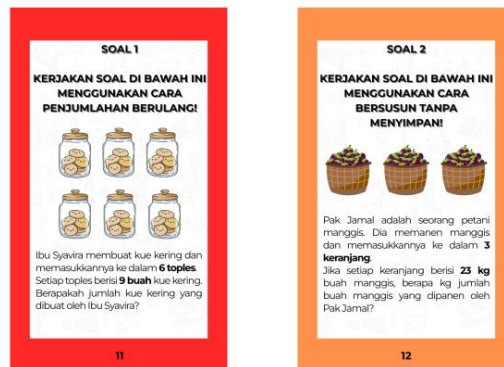 SOAL 1
KERJAKAN SOAL DI BAWAH INI
MENGGUNAKAN CARA
PENJUMLAHAN BERULANG!
Ibu Syavira membuat kue kering dan
memasukkannya ke dalam 6 toples.
Setiap toples berisi 9 buah kue kering.
Berapakah jumlah kue kering yang
dibuat oleh Ibu Syavira?
11
SOAL 2
KERJAKAN SOAL DI BAWAH INI
MENGGUNAKAN CARA
BERSUSUN TANPA
MENYIMPAN!
Pak Jamal adalah seorang petani
manggis. Dia memanen manggis
dan memasukkannya ke dalam 3
keranjang.
Jika setiap keranjang berisi 23 kg
buah manggis, berapa kg jumlah
buah manggis yang dipanen oleh
Pak Jamal?
12